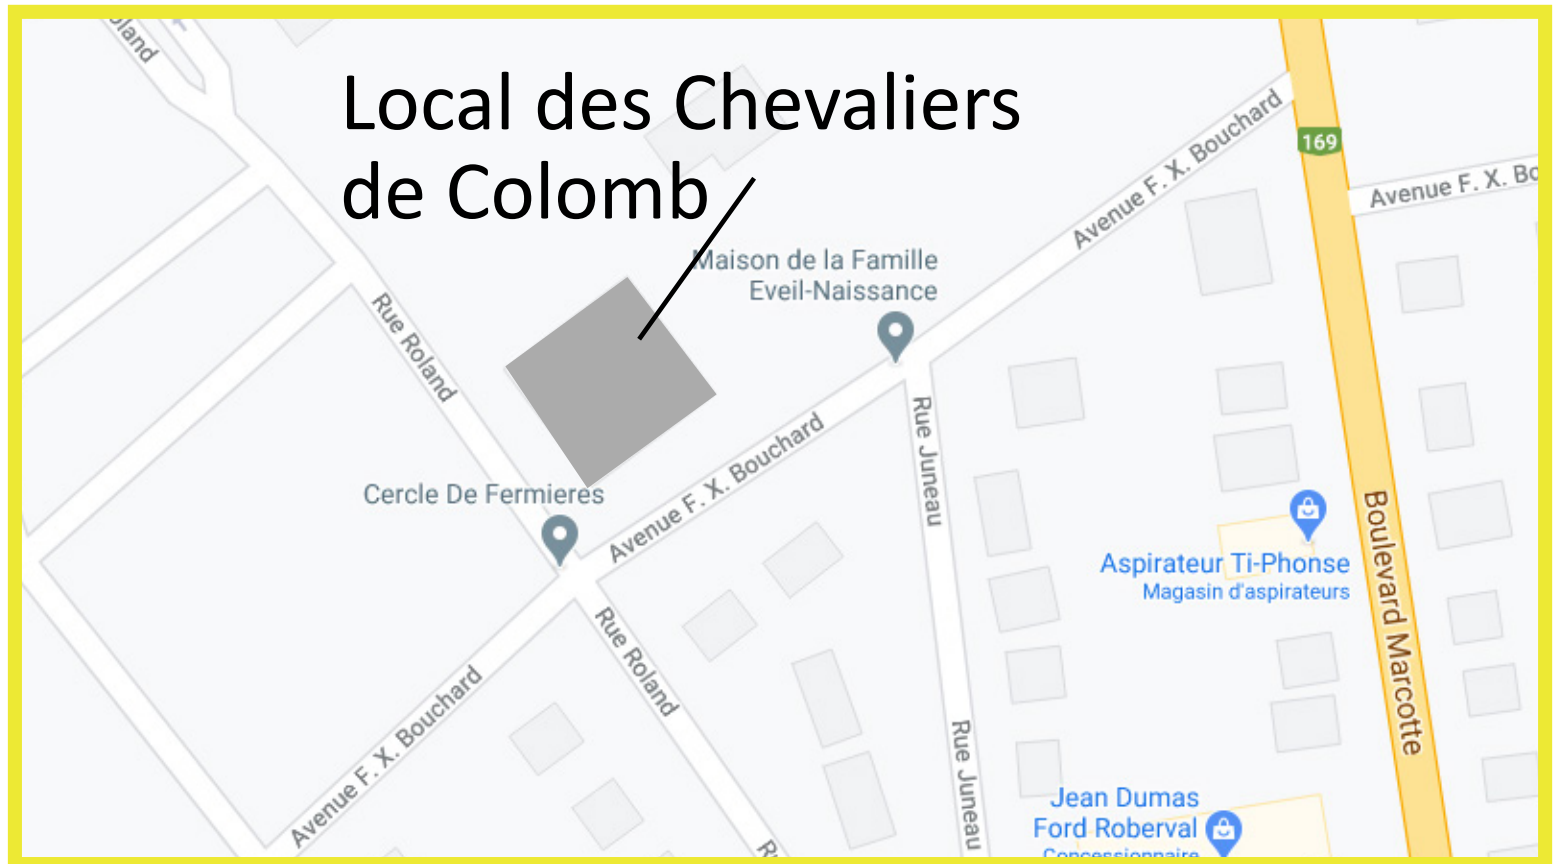 oland
Local des Chevaliers
de Colomb
Avenue F. X. Bouchard
169
Avenue F. X. Bo
Maison de la Famille
Eveil-Naissance
Rue Roland
Avenue F. X. Bouchard
Rue Juneau
Cercle De Fermieres
Boulevard Marcotte
Aspirateur Ti-Phonse
Magasin d'aspirateurs
Rue Roland
Avenue F. X. Bouchard
Rue Juneau
Jean Dumas
Ford Roberval
Concessionnaire
R